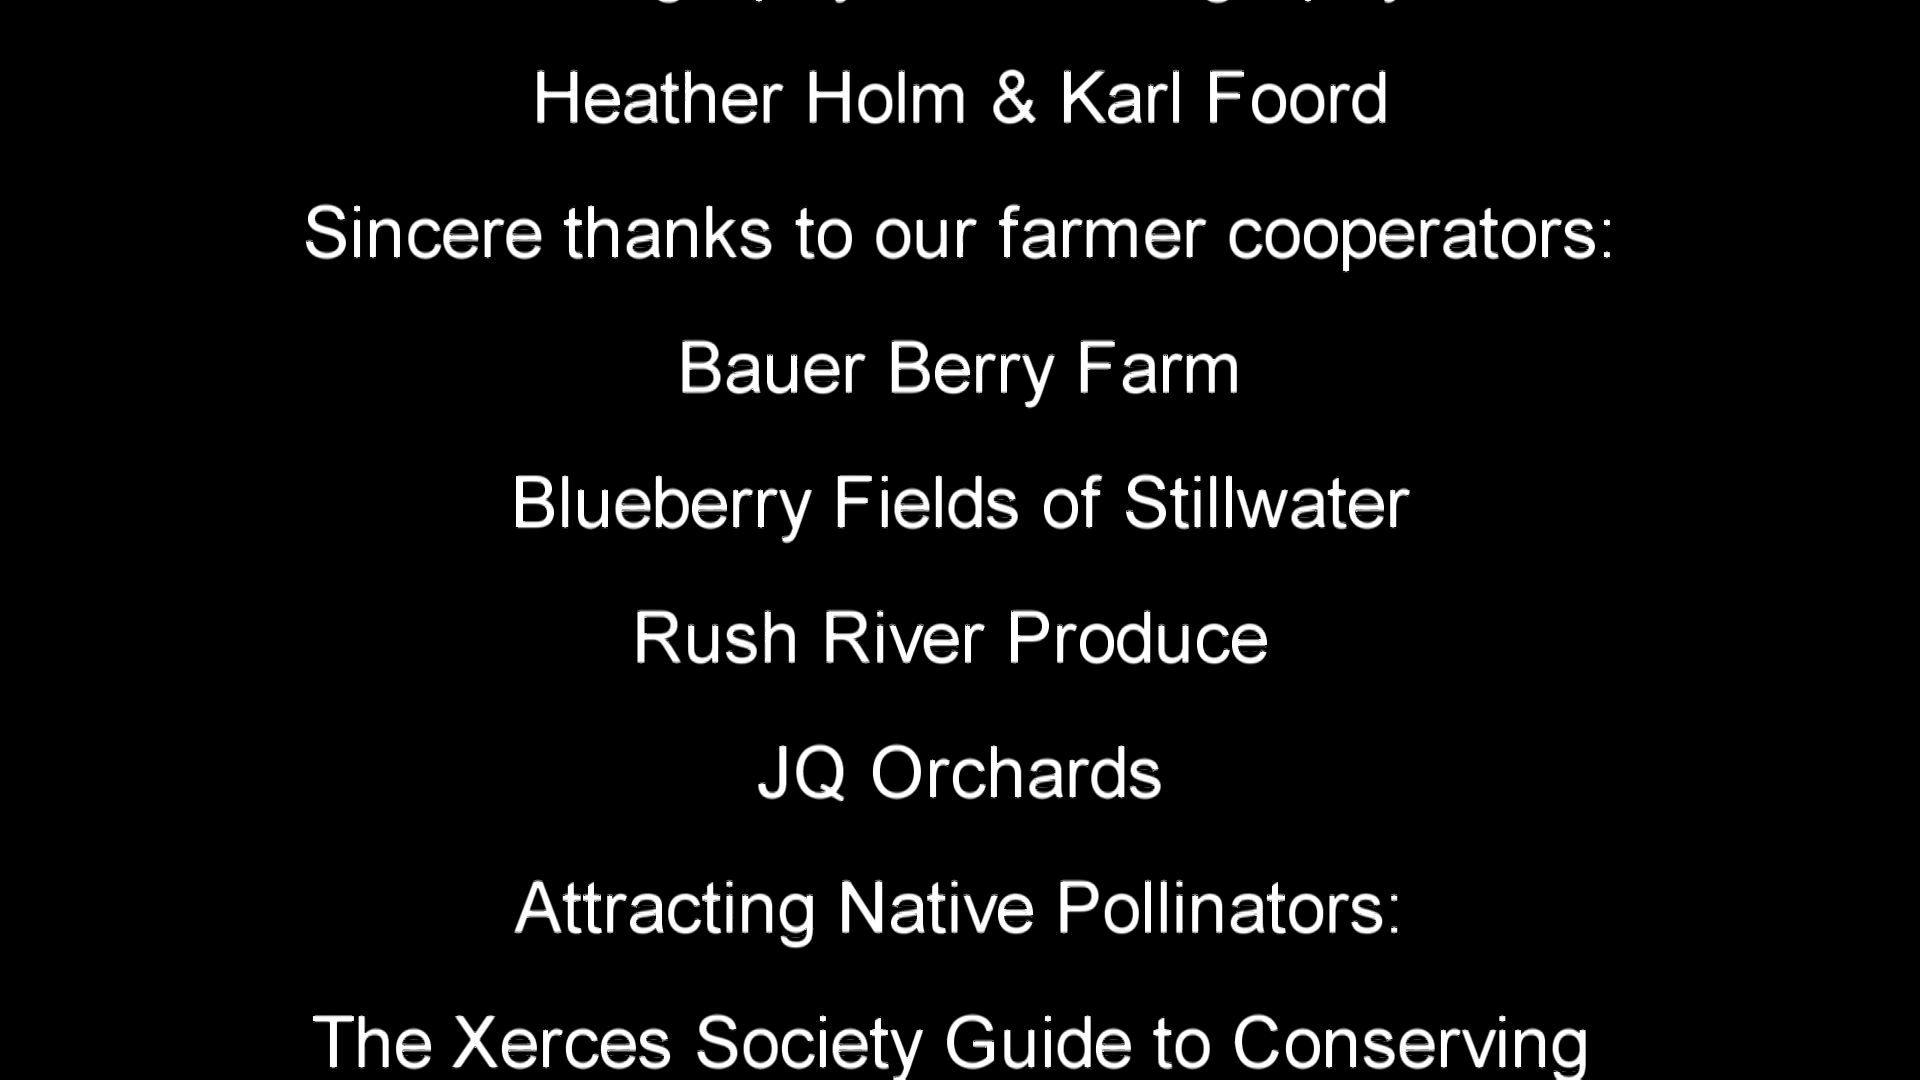 Heather Holm & Karl Foord
Sincere thanks to our farmer cooperators:
Bauer Berry Farm
Blueberry Fields of Stillwater
Rush River Produce
JQ Orchards
Attracting Native Pollinators:
The Xerces Society Guide to Conserving